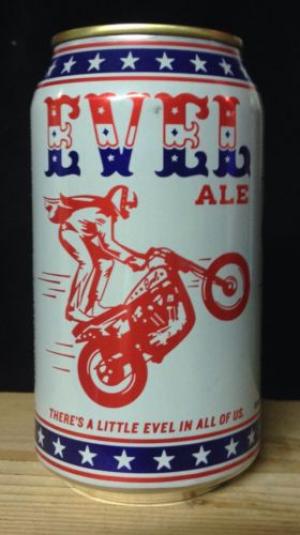 EVEL
ALE
THERE'S A LITTLE EVEL IN ALL OF US.